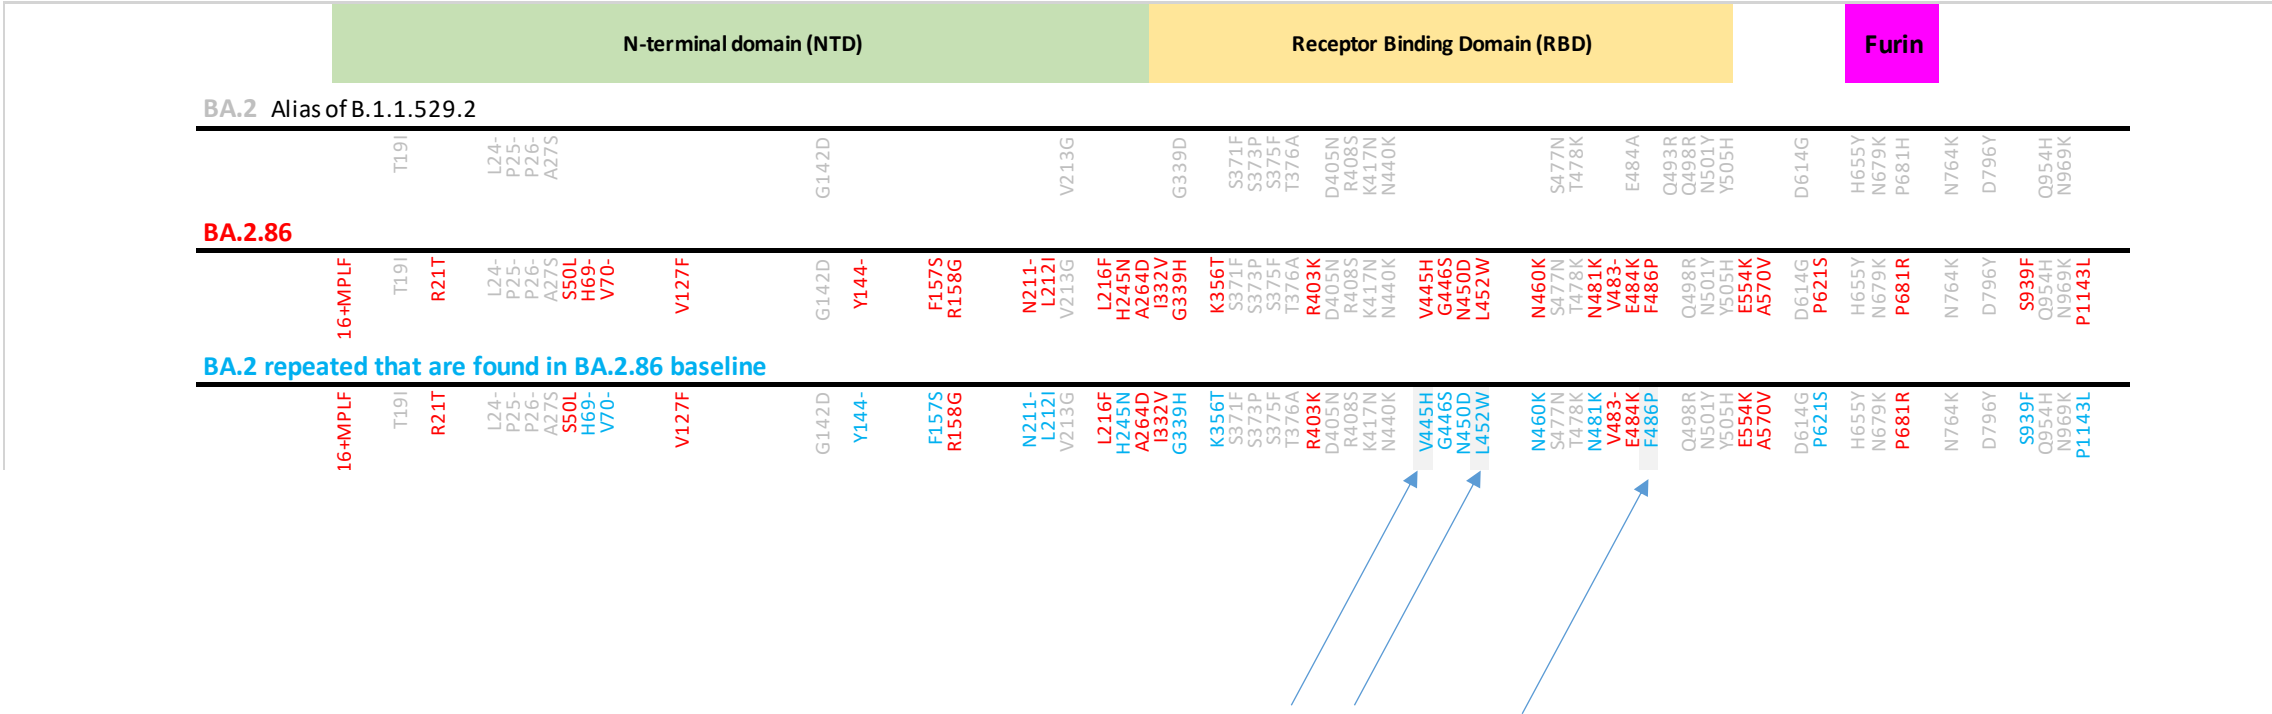 N-terminal domain (NTD) Receptor Binding Domain (RBD) Furin
BA.2 Alias of B.1.1.529.2
T19I L24- P25- P26- A27S G142D V213G G339D S371F S373P S375F T376A D405N R408S K417N N440K S477N T478K E484A Q493R Q498R N501Y Y505H D614G H655Y N679K P681H N764K D796Y Q954H N969K
BA.2.86
16+MPLF T19I R21T L24- P25- P26- A27S S50L H69- V70- V127F G142D Y144- F157S R158G N211- L212I V213G L216F H245N A264D I332V G339H K356T S371F S373P S375F T376A R403K D405N R408S K417N N440K V445H G446S N450D L452W N460K S477N T478K N481K V483- E484K F486P Q498R N501Y Y505H E554K A570V D614G P621S H655Y N679K P681R N764K D796Y S939F Q954H N969K P1143L
BA.2 repeated that are found in BA.2.86 baseline
16+MPLF T19I R21T L24- P25- P26- A27S S50L H69- V70- V127F G142D Y144- F157S R158G N211- L212I V213G L216F H245N A264D I332V G339H K356T S371F S373P S375F T376A R403K D405N R408S K417N N440K V445H G446S N450D L452W N460K S477N T478K N481K V483- E484K F486P Q498R N501Y Y505H E554K A570V D614G P621S H655Y N679K P681R N764K D796Y S939F Q954H N969K P1143L